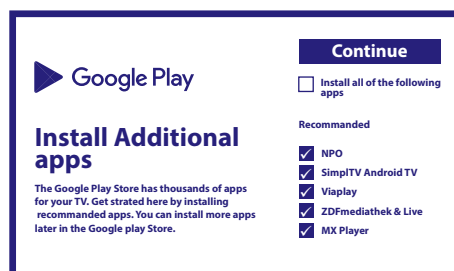 Google Play
Install Additional
apps
The Google Play Store has thousands of apps
for your TV. Get strated here by installing
recommanded apps. You can install more apps
later in the Google play Store.
Continue
Install all of the following
apps
Recommanded
NPO
SimplTV Android TV
Viaplay
ZDFmediathek & Live
MX Player